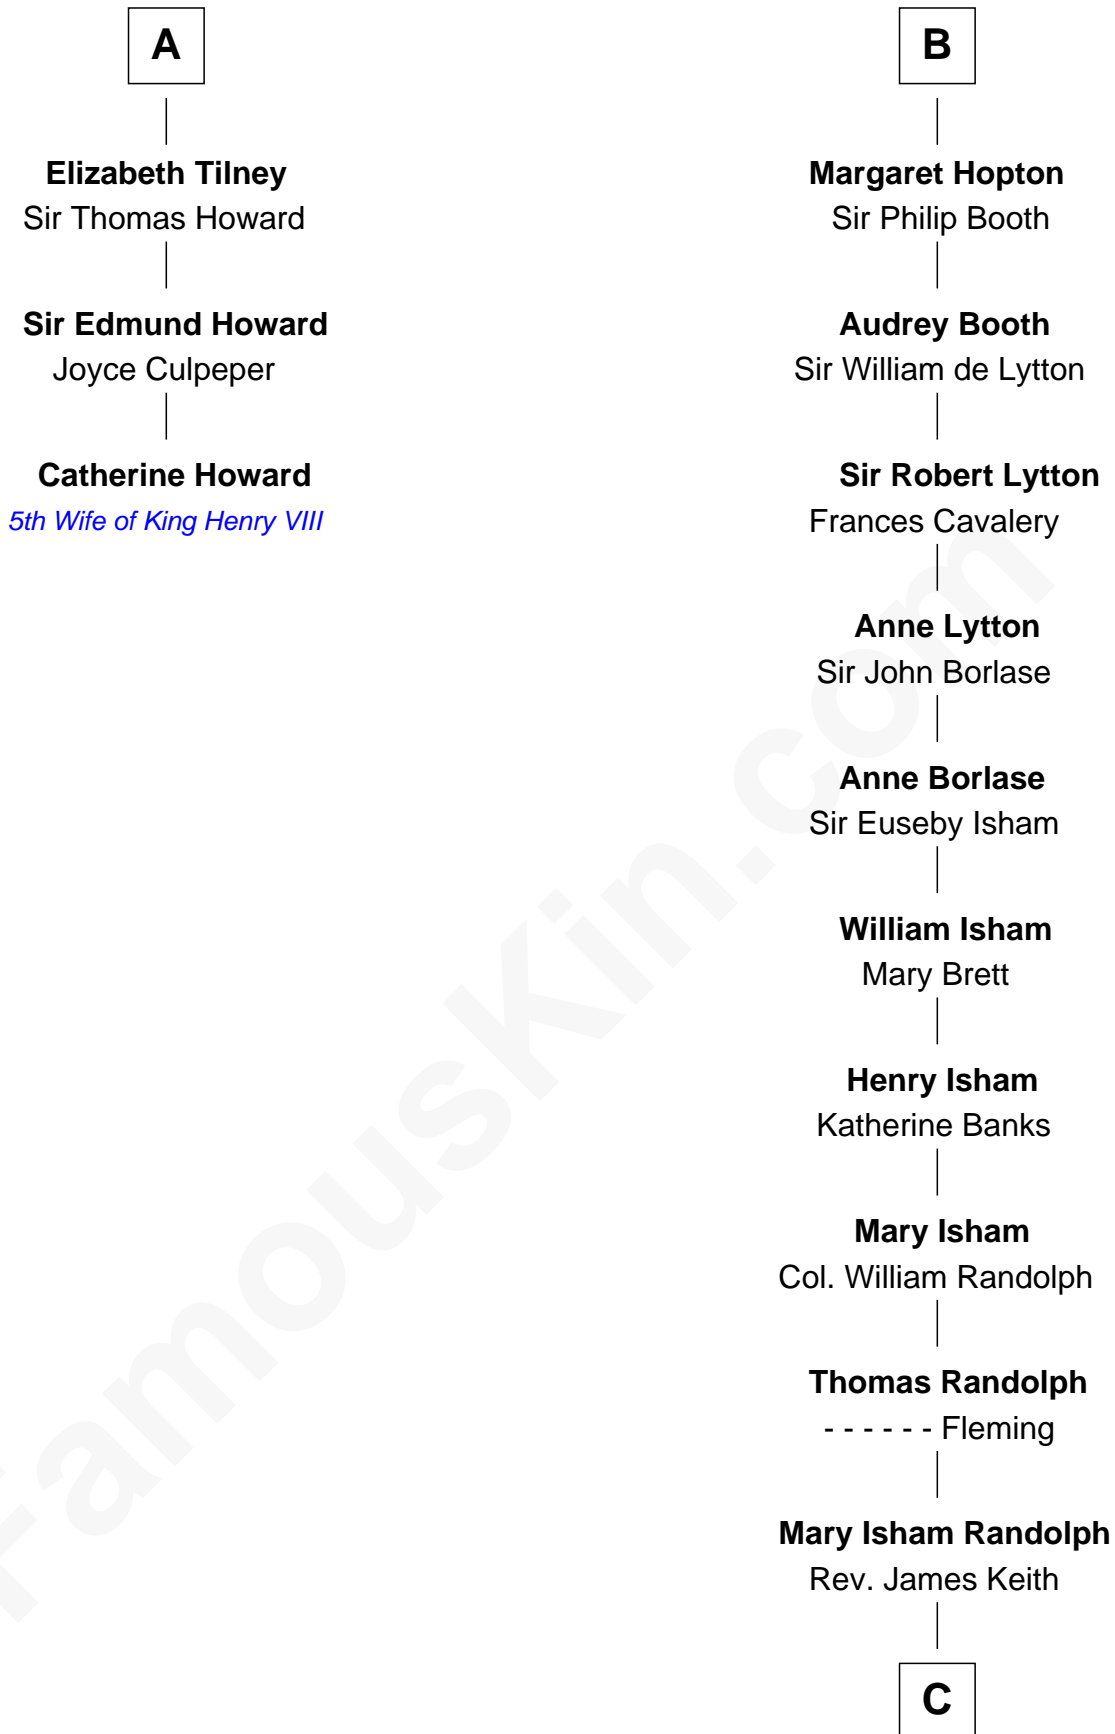 A
Elizabeth Tilney
Sir Thomas Howard
Sir Edmund Howard
Joyce Culpeper
Catherine Howard
5th Wife of King Henry VIII
B
Margaret Hopton
Sir Philip Booth
Audrey Booth
Sir William de Lytton
Sir Robert Lytton
Frances Cavalery
Anne Lytton
Sir John Borlase
Anne Borlase
Sir Euseby Isham
William Isham
Mary Brett
Henry Isham
Katherine Banks
Mary Isham
Col. William Randolph
Thomas Randolph
- - - - - - Fleming
Mary Isham Randolph
Rev. James Keith
C
FamousKin.com